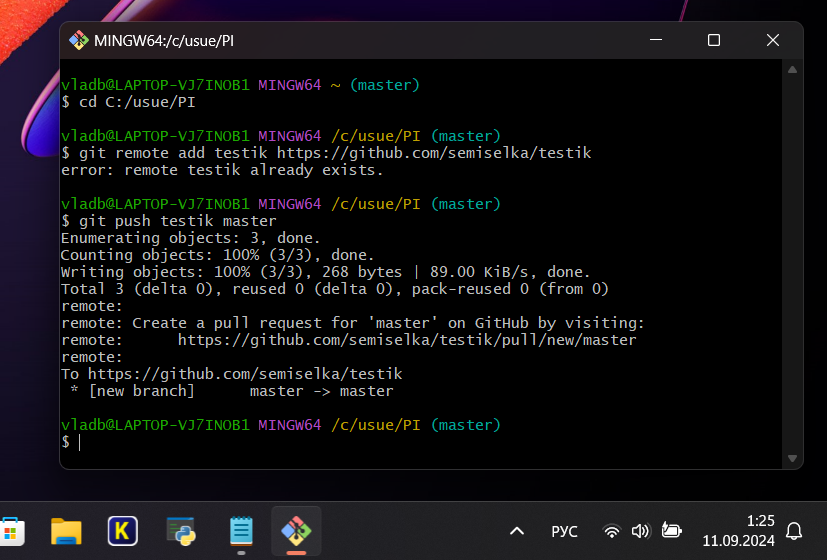 MINGW64:/c/usue/PI
vladb@LAPTOP-VJ7INOB1 MINGW64 ~ (master)
$ cd C:/usue/PI
vladb@LAPTOP-VJ7INOB1 MINGW64 /c/usue/PI (master)
$ git remote add testik https://github.com/semiselka/testik
error: remote testik already exists.
vladb@LAPTOP-VJ7INOB1 MINGW64 /c/usue/PI (master)
$ git push testik master
Enumerating objects: 3, done.
Counting objects: 100% (3/3), done.
Writing objects: 100% (3/3), 268 bytes | 89.00 KiB/s, done.
Total 3 (delta 0), reused 0 (delta 0), pack-reused 0 (from 0)
remote:
remote: Create a pull request for 'master' on GitHub by visiting:
remote:      https://github.com/semiselka/testik/pull/new/master
remote:
To https://github.com/semiselka/testik
 * [new branch]      master -> master
vladb@LAPTOP-VJ7INOB1 MINGW64 /c/usue/PI (master)
$
K
РУС
1:25
11.09.2024